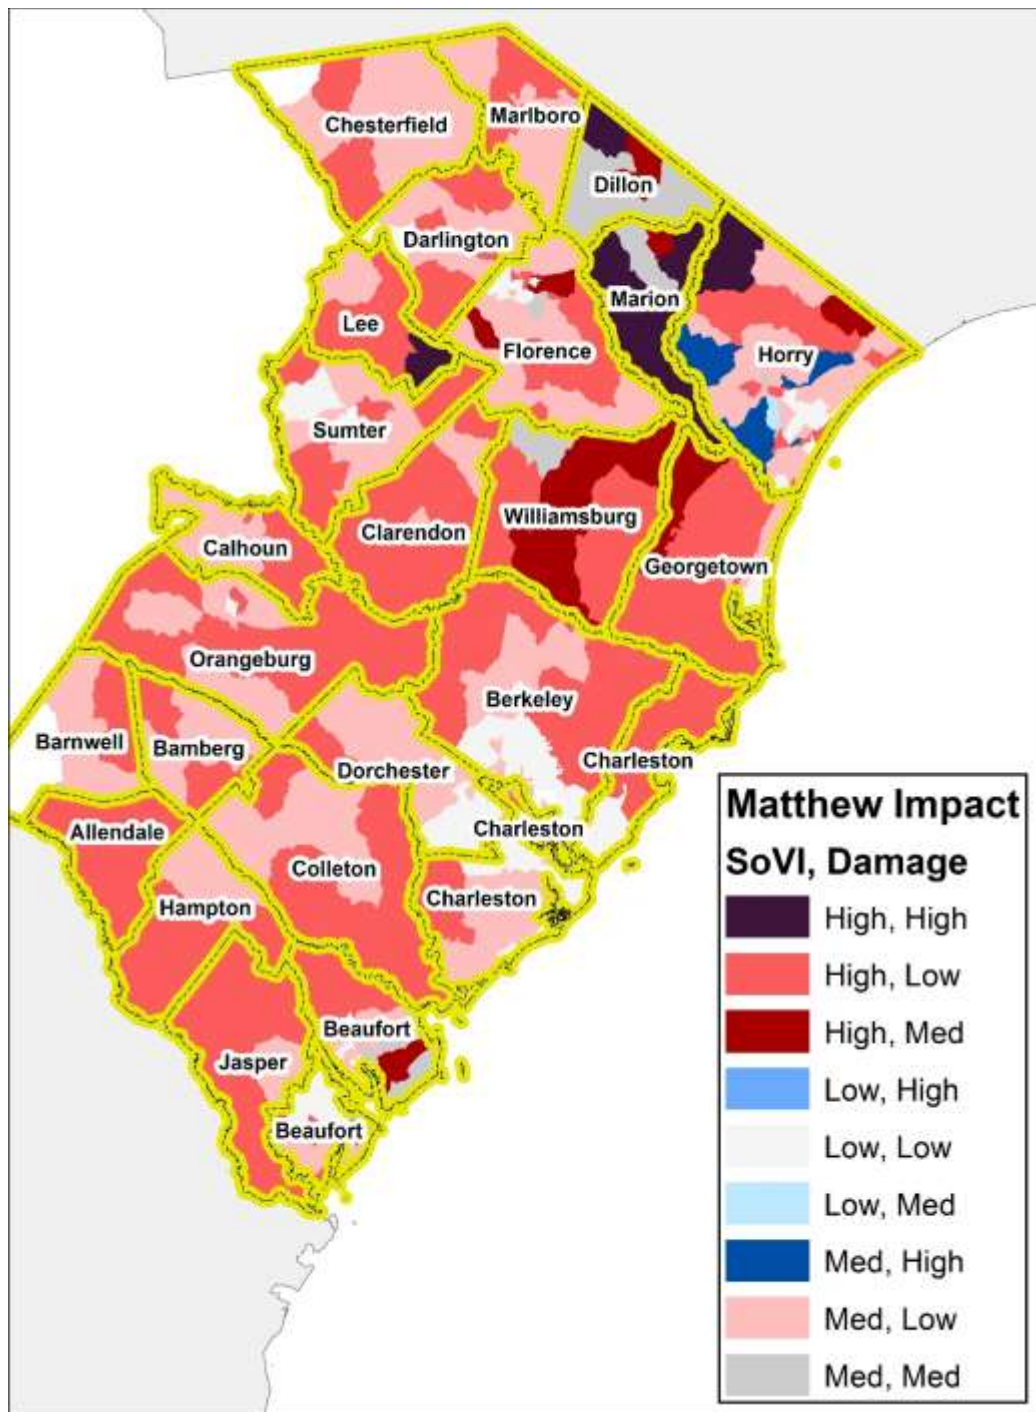 Chesterfield
Marlboro
Dillon
Darlington
Marion
Lee
Florence
Horry
Sumter
Williamsburg
Clarendon
Calhoun
Georgetown
Orangeburg
Berkeley
Barnwell
Bamberg
Charleston
Dorchester
Allendale
Charleston
Colleton
Charleston
Hampton
Beaufort
Jasper
Beaufort
Matthew Impact
SoVI, Damage
High, High
High, Low
High, Med
Low, High
Low, Low
Low, Med
Med, High
Med, Low
Med, Med